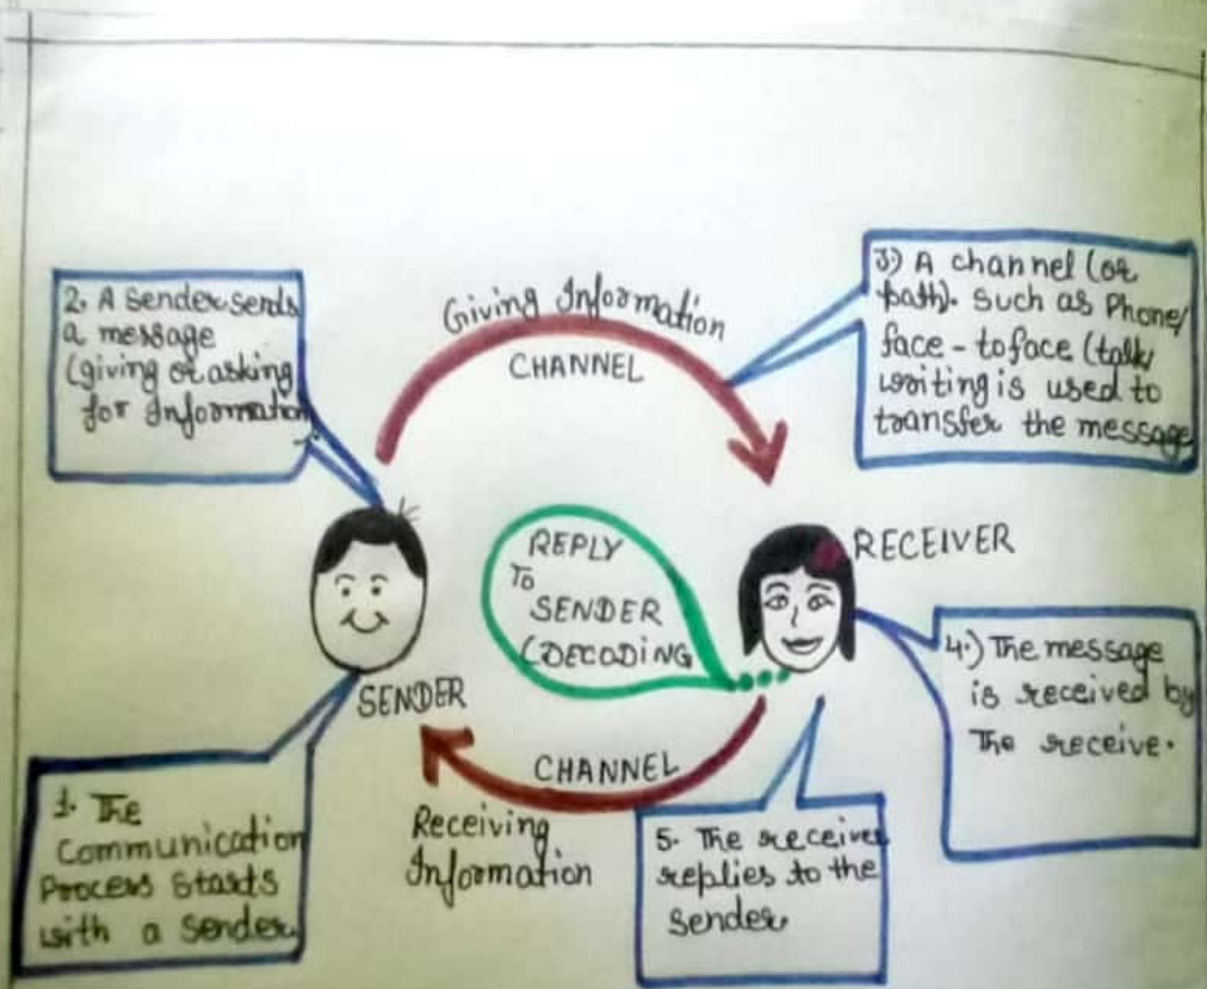 2. A sender sends
a message
(giving or asking
for Information
Giving Information
CHANNEL
3.) A channel (or
path). such as Phone/
face-to face (talk/
writing is used to
transfer the message
REPLY
TO
SENDER
(DECODING
RECEIVER
4.) The message
is received by
The receive.
SENDER
1. The
Communication
Process Starts
with a sender
CHANNEL
Receiving
Information
5. The receiver
replies to the
sender